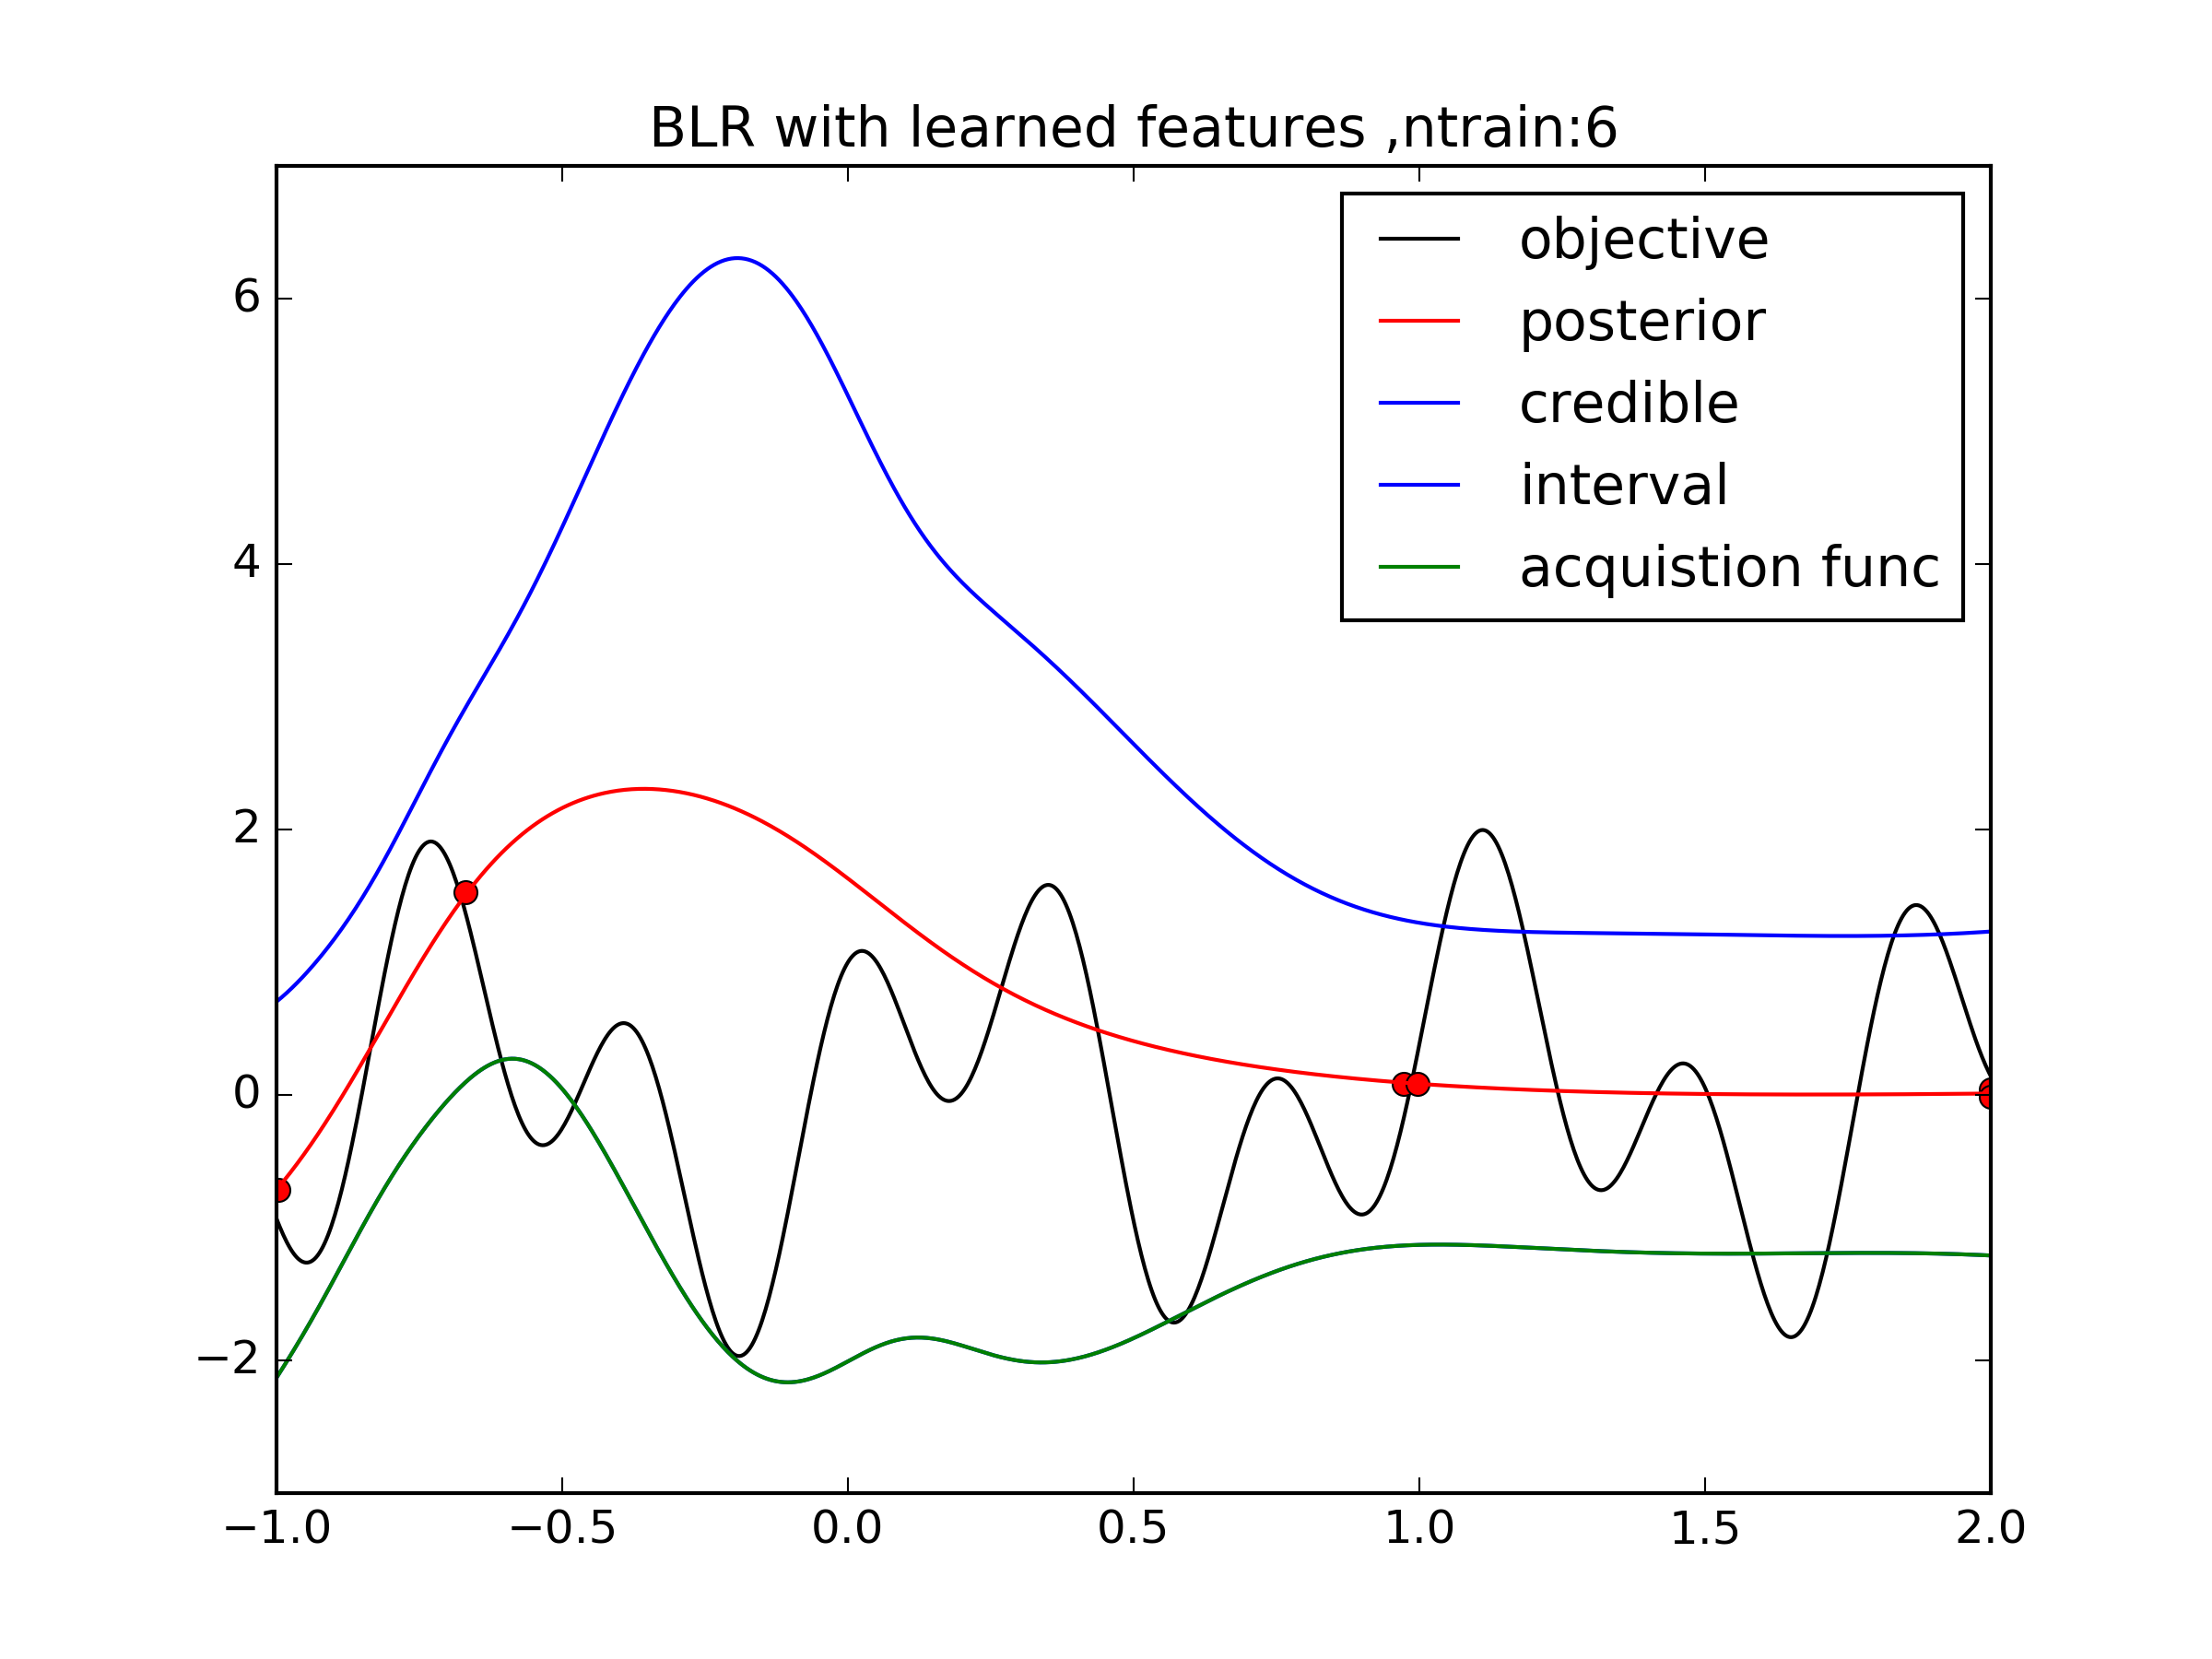 BLR with learned features ,ntrain:6
objective
posterior
credible
interval
acquistion func
6
4
2
0
−2
−1.0 −0.5 0.0 0.5 1.0 1.5 2.0